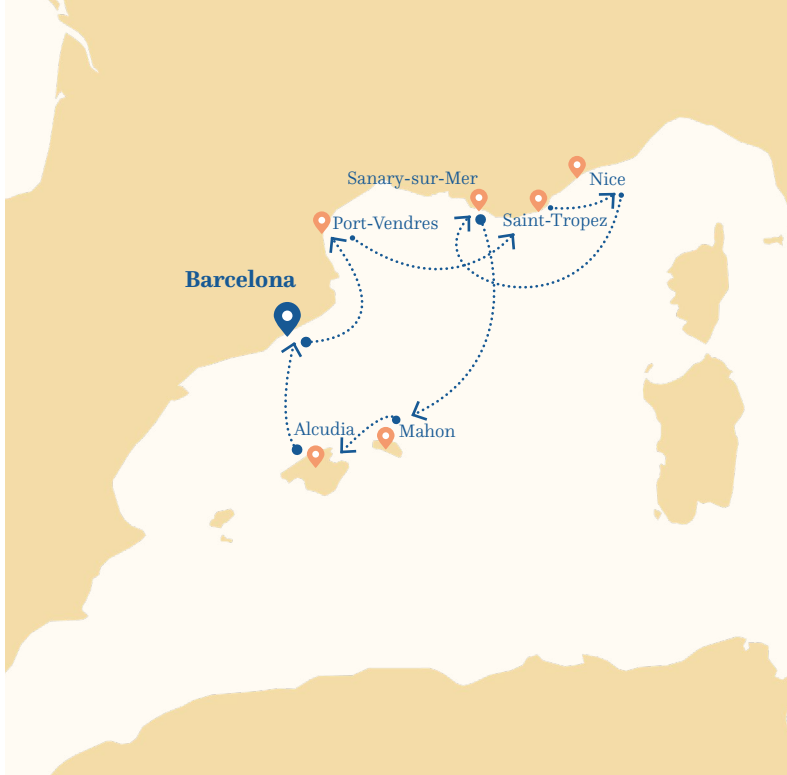 Sanary-sur-Mer
Nice
Port-Vendres
Saint-Tropez
Barcelona
Alcudia
Mahon